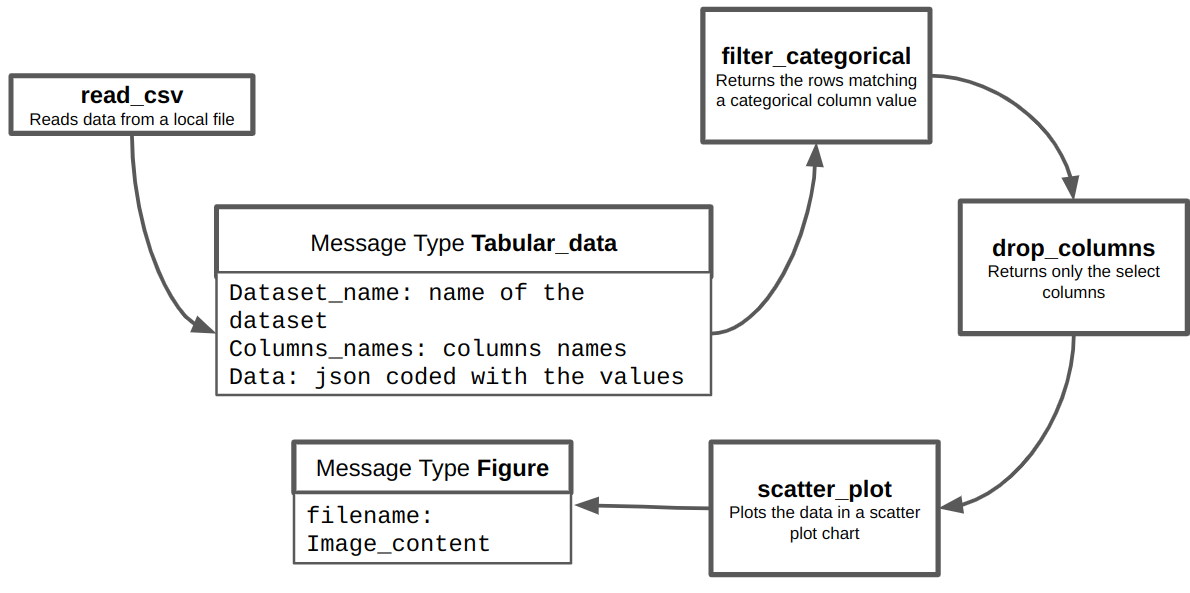 read_csv
Reads data from a local file
Message Type Tabular_data
Dataset_name: name of the
dataset
Columns_names: columns names
Data: json coded with the values
filter_categorical
Returns the rows matching
a categorical column value
drop_columns
Returns only the select
columns
scatter_plot
Plots the data in a scatter
plot chart
Message Type Figure
filename:
Image_content